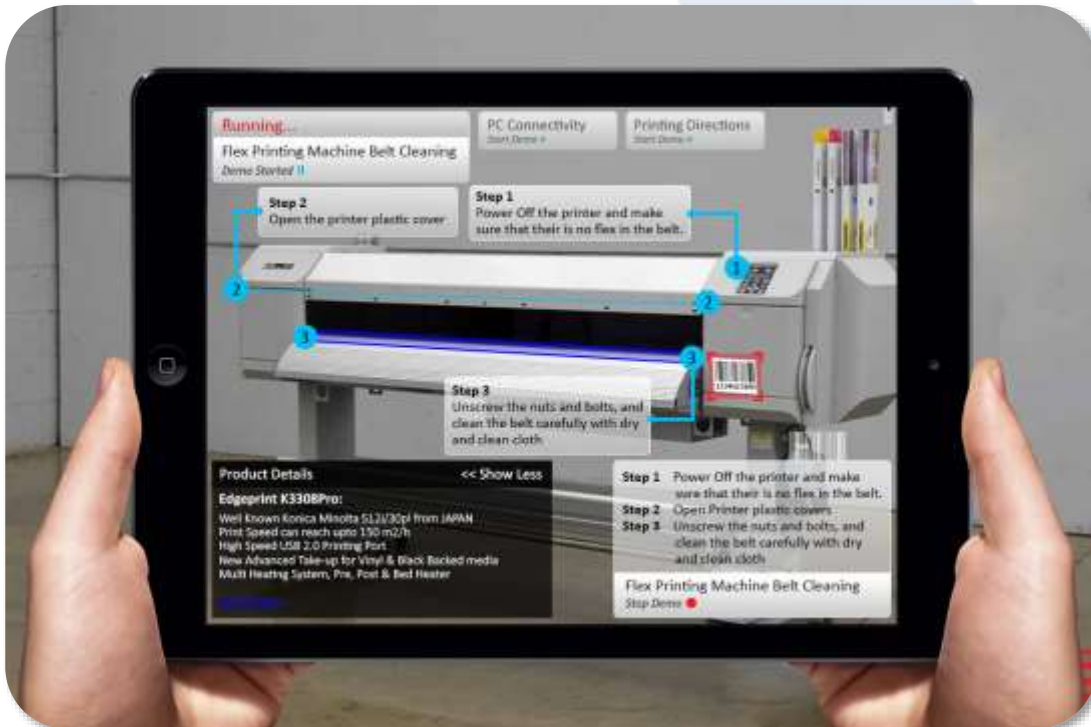 Running...
Flex Printing Machine Belt Cleaning
Demo Started
PC Connectivity
Start Demo »
Printing Directions
Start Demo »
Step 2
Open the printer plastic cover
Step 1
Power Off the printer and make
sure that their is no flex in the belt.
1
2
2
3
3
Step 3
Unscrew the nuts and bolts, and
clean the belt carefully with dry
and clean cloth
Product Details
<< Show Less
Edgeprint K3308Pro:
Well Known Konica Minolta 512i/30pl from JAPAN
Print Speed can reach upto 150 m2/h
High Speed USB 2.0 Printing Port
New Advanced Take-up for Vinyl & Black Backed media
Multi Heating System, Pre, Post & Bed Heater
Step 1 Power Off the printer and make
sure that their is no flex in the belt.
Step 2 Open Printer plastic covers
Step 3 Unscrew the nuts and bolts, and
clean the belt carefully with dry
and clean cloth
Flex Printing Machine Belt Cleaning
Stop Demo